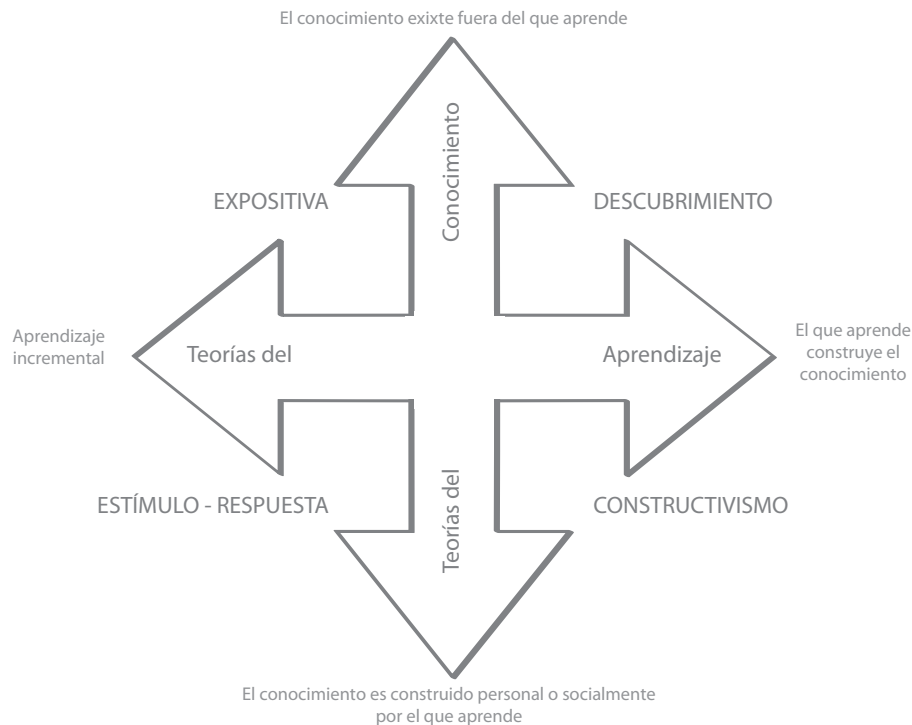 El conocimiento exixte fuera del que aprende
Conocimiento
EXPOSITIVA
DESCUBRIMIENTO
Aprendizaje
incremental
Teorías del
Aprendizaje
El que aprende
construye el
conocimiento
ESTÍMULO - RESPUESTA
Teorías del
CONSTRUCTIVISMO
El conocimiento es construido personal o socialmente
por el que aprende